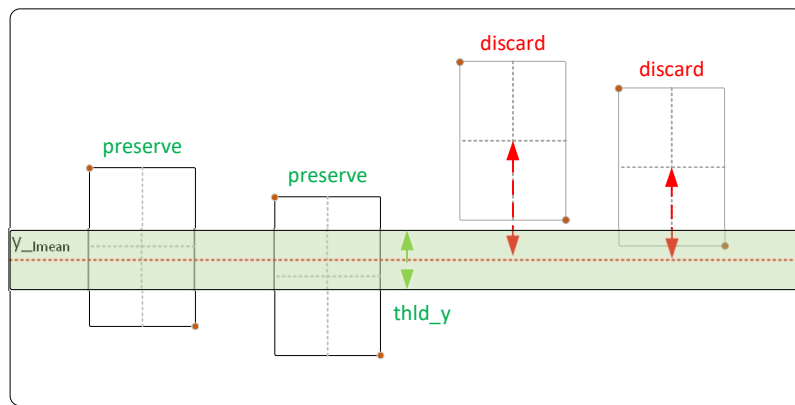 discard
discard
preserve
preserve
y_lmean
thld_y